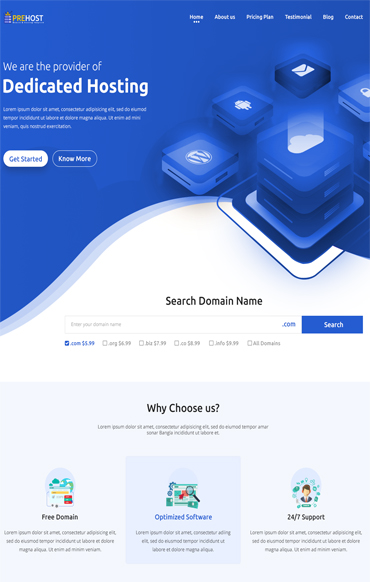 PREHOST
Home About us Pricing Plan Testimonial Blog Contact
We are the provider of
Dedicated Hosting
Lorem ipsum dolor sit amet, consectetur adipiscing, sed do eiusmod
tempor incididunt ut labore et dolore magna aliqua. Ut enim ad mini
veniam, quis nostrud exercitation.
Get Started Know More
Search Domain Name
Enter your domain name .com Search
.com $5.99 .org $6.99 .biz $7.99 .co $8.99 .info $9.99 All Domains
Why Choose us?
Lorem ipsum dolor sit amet, consectetur adipiscing elit, sed do eiusmod tempor amar
sonar Bangla incididunt ut labore et.
Free Domain
Lorem ipsum dolor sit amet, consectetur adipiscing elit, sed
do eiusmod tempor incididunt ut labore et dolore magna aliqua.
Ut enim ad minim veniam.
Optimized Software
Lorem ipsum dolor sit amet, consectetur adiling
elit, sed do eiusmod tempor incididunt ut labore et
dolore magna aliqua.
24/7 Support
Lorem ipsum dolor sit amet, consectetur adipiscing elit, sed
do eiusmod tempor incididunt ut labore et dolore magna
aliqua. Ut enim ad minim veniam.